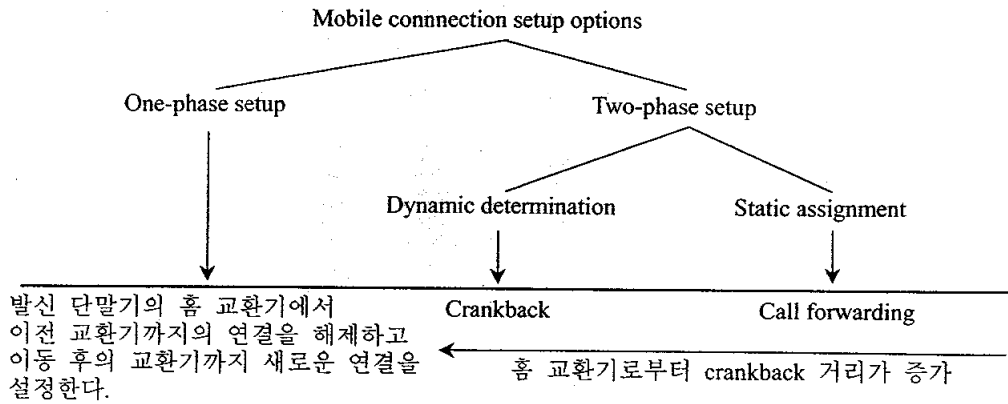 Mobile connnection setup options
One-phase setup
Two-phase setup
Dynamic determination
Static assignment
발신 단말기의 홈 교환기에서
이전 교환기까지의 연결을 해제하고
이동 후의 교환기까지 새로운 연결을
설정한다.
Crankback
Call forwarding
홈 교환기로부터 crankback 거리가 증가